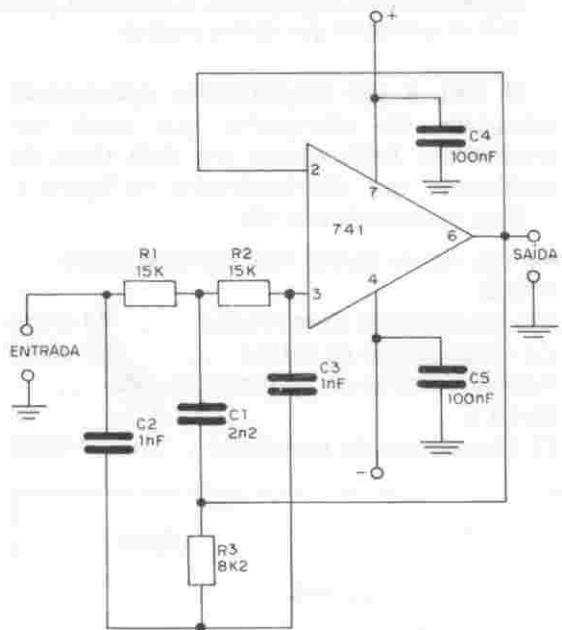 +
C4
100nF
2
7
741
6
SAÍDA
R1
15K
R2
15K
3
4
ENTRADA
C3
1nF
C5
100nF
C2
1nF
C1
2n2
-
R3
8K2